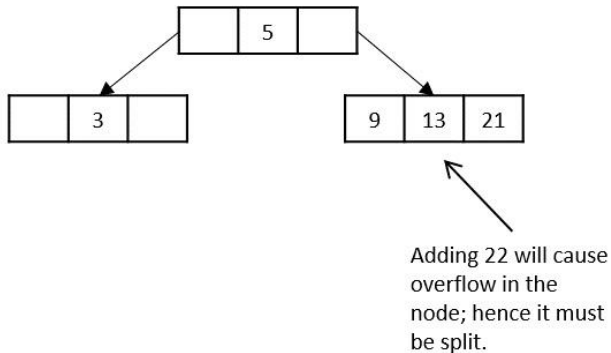 5
3
9 13 21
Adding 22 will cause
overflow in the
node; hence it must
be split.